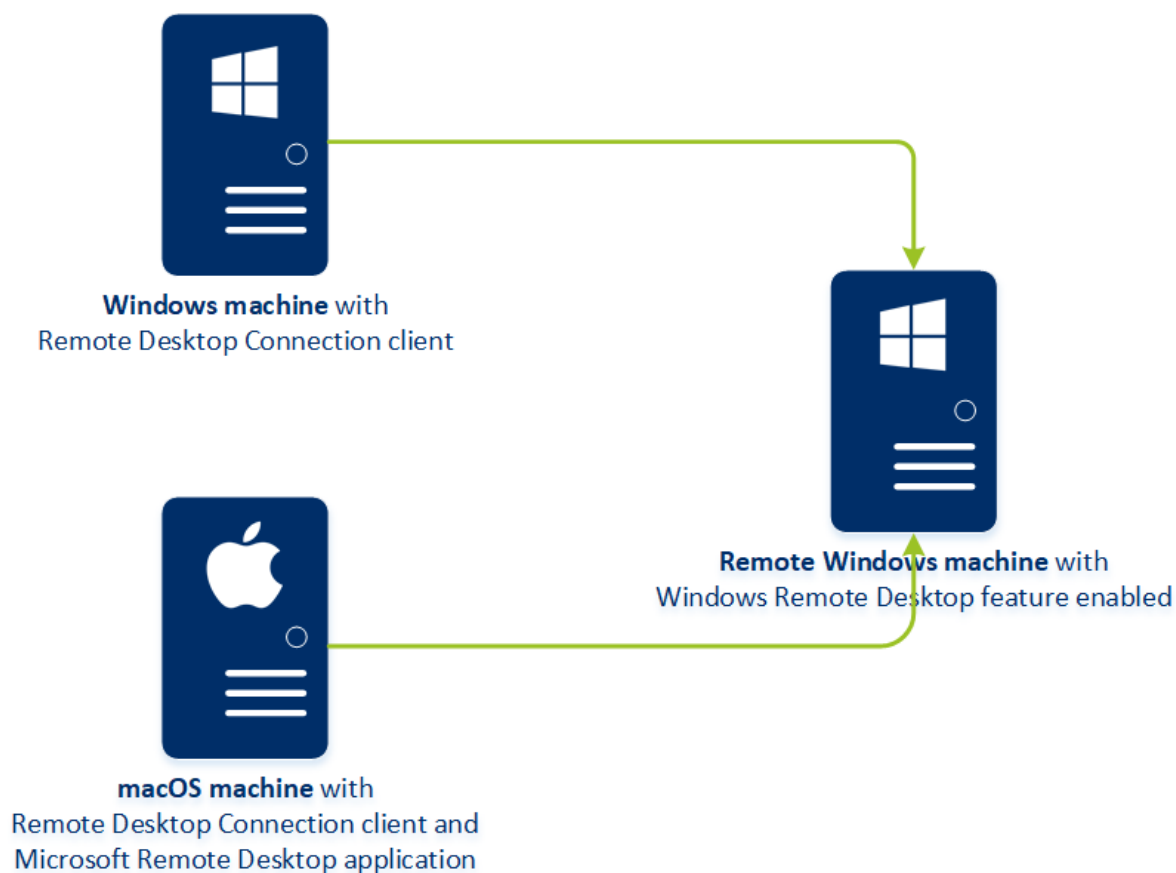 Windows machine with
Remote Desktop Connection client
Remote Windows machine with
Windows Remote Desktop feature enabled
macOS machine with
Remote Desktop Connection client and
Microsoft Remote Desktop application